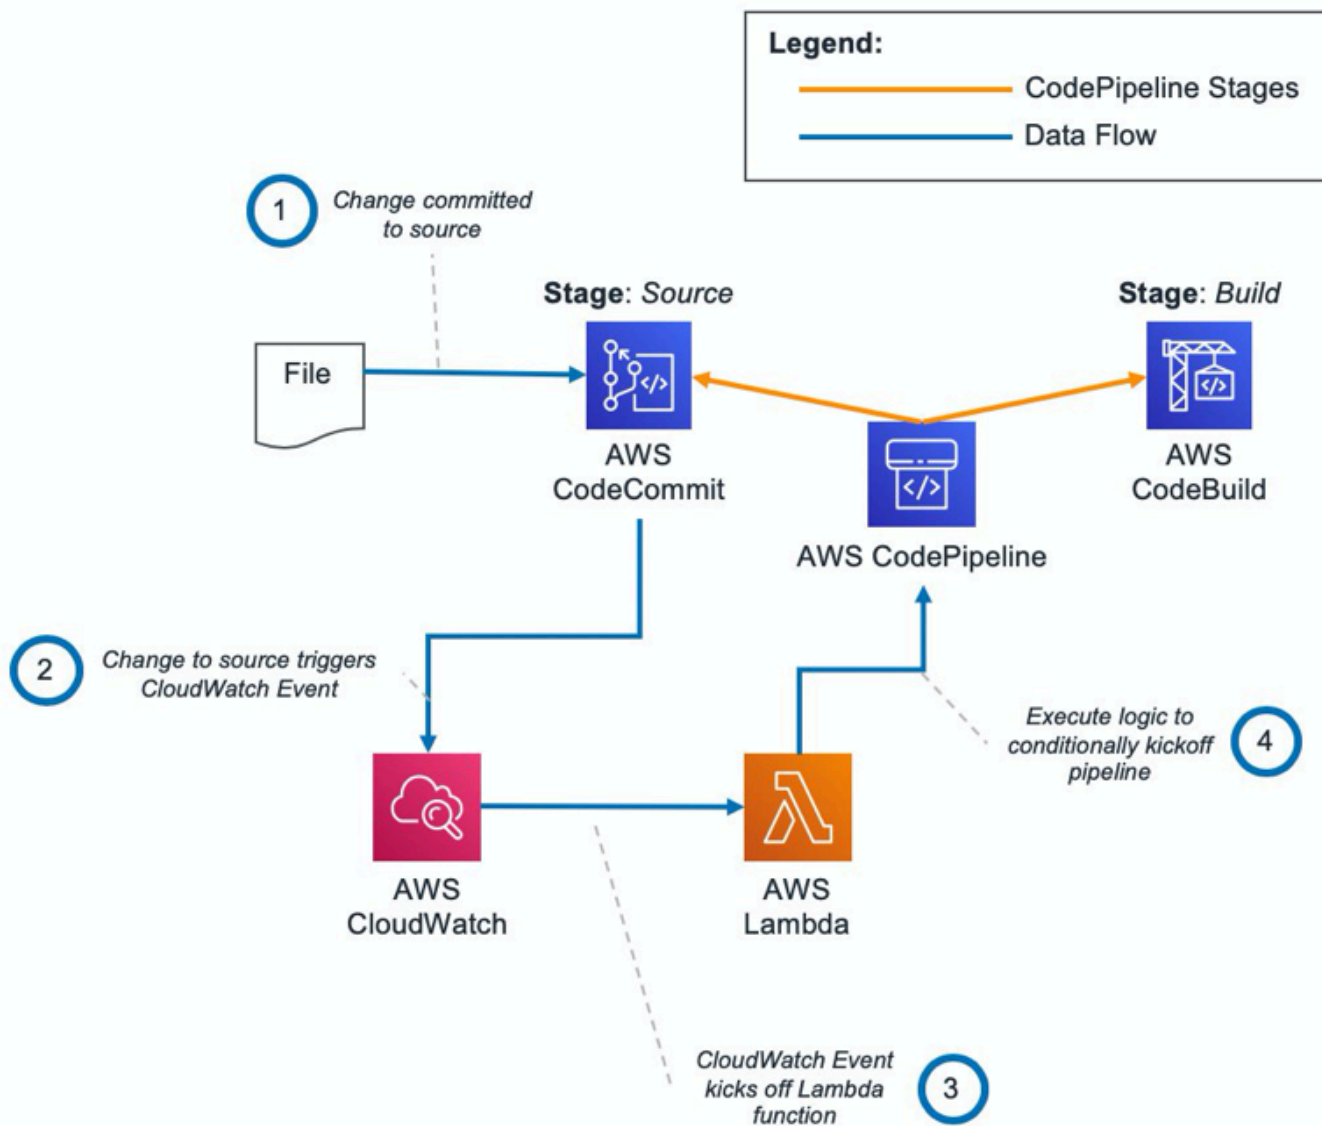 Legend:
CodePipeline Stages
Data Flow
1
Change committed
to source
Stage: Source
Stage: Build
File
AWS
CodeCommit
AWS
CodeBuild
AWS CodePipeline
2
Change to source triggers
CloudWatch Event
Execute logic to
conditionally kickoff
pipeline
4
AWS
CloudWatch
AWS
Lambda
CloudWatch Event
kicks off Lambda
function
3